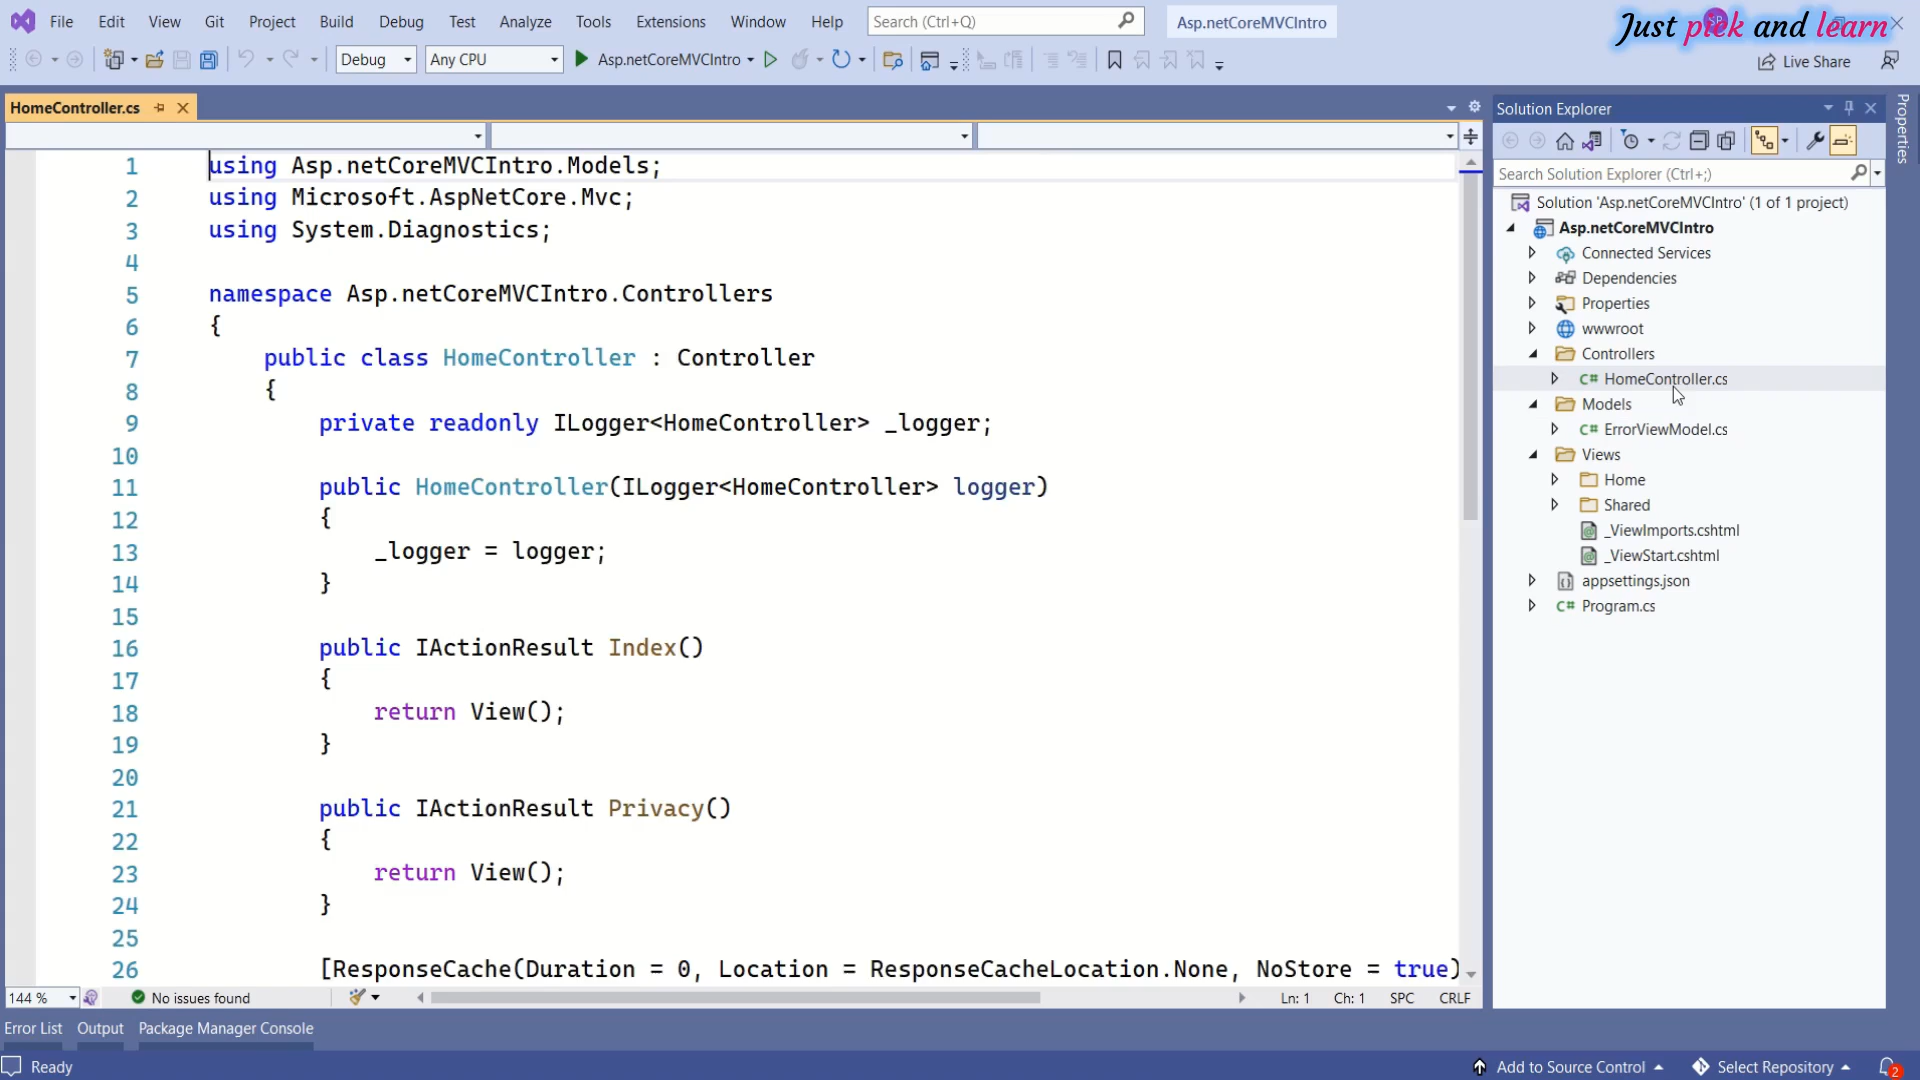 File Edit View Git Project Build Debug Test Analyze Tools Extensions Window Help Search (Ctrl+Q) Asp.netCoreMVCIntro
Just pick and learn
Debug Any CPU Asp.netCoreMVCIntro Live Share
HomeController.cs
1 using Asp.netCoreMVCIntro.Models;
2 using Microsoft.AspNetCore.Mvc;
3 using System.Diagnostics;
4
5 namespace Asp.netCoreMVCIntro.Controllers
6 {
7 public class HomeController : Controller
8 {
9 private readonly ILogger<HomeController> _logger;
10
11 public HomeController(ILogger<HomeController> logger)
12 {
13 _logger = logger;
14 }
15
16 public IActionResult Index()
17 {
18 return View();
19 }
20
21 public IActionResult Privacy()
22 {
23 return View();
24 }
25
26 [ResponseCache(Duration = 0, Location = ResponseCacheLocation.None, NoStore = true)
144 % No issues found Ln: 1 Ch: 1 SPC CRLF
Solution Explorer
Search Solution Explorer (Ctrl+;)
Solution 'Asp.netCoreMVCIntro' (1 of 1 project)
Asp.netCoreMVCIntro
Connected Services
Dependencies
Properties
wwwroot
Controllers
C# HomeController.cs
Models
C# ErrorViewModel.cs
Views
Home
Shared
_ViewImports.cshtml
_ViewStart.cshtml
appsettings.json
C# Program.cs
Properties
Error List Output Package Manager Console
Ready Add to Source Control Select Repository 2